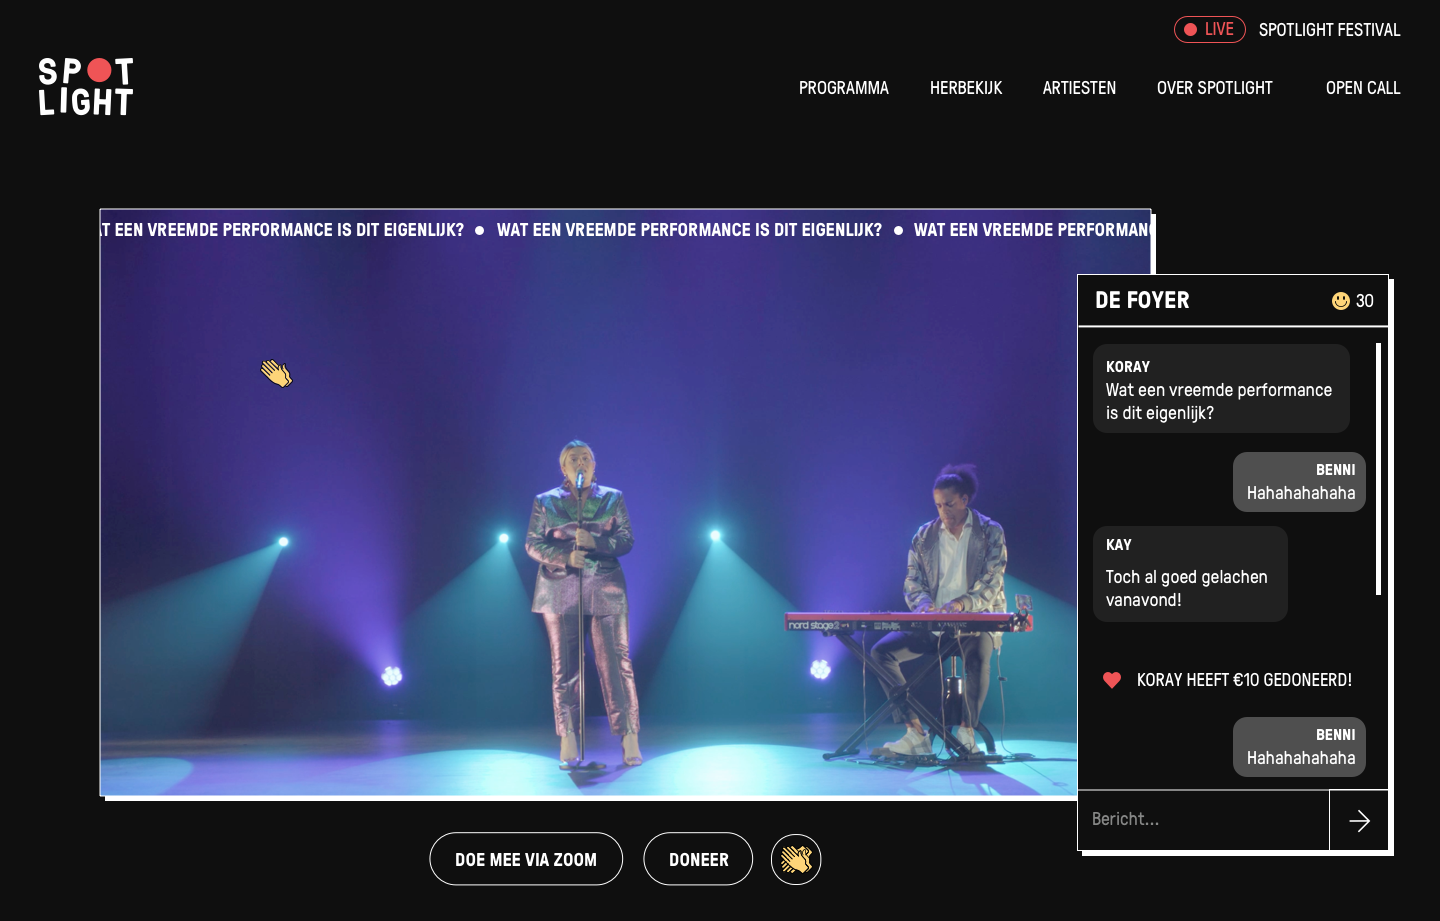 LIVE SPOTLIGHT FESTIVAL
SPOT
LIGHT
PROGRAMMA HERBEKIJK ARTIESTEN OVER SPOTLIGHT OPEN CALL
T EEN VREEMDE PERFORMANCE IS DIT EIGENLIJK? ● WAT EEN VREEMDE PERFORMANCE IS DIT EIGENLIJK? ● WAT EEN VREEMDE PERFORMANC
DE FOYER 30
KORAY
Wat een vreemde performance
is dit eigenlijk?
BENNI
Hahahahahaha
KAY
Toch al goed gelachen
vanavond!
nord stage 2
KORAY HEEFT €10 GEDONEERD!
BENNI
Hahahahahaha
Bericht...
DOE MEE VIA ZOOM DONEER